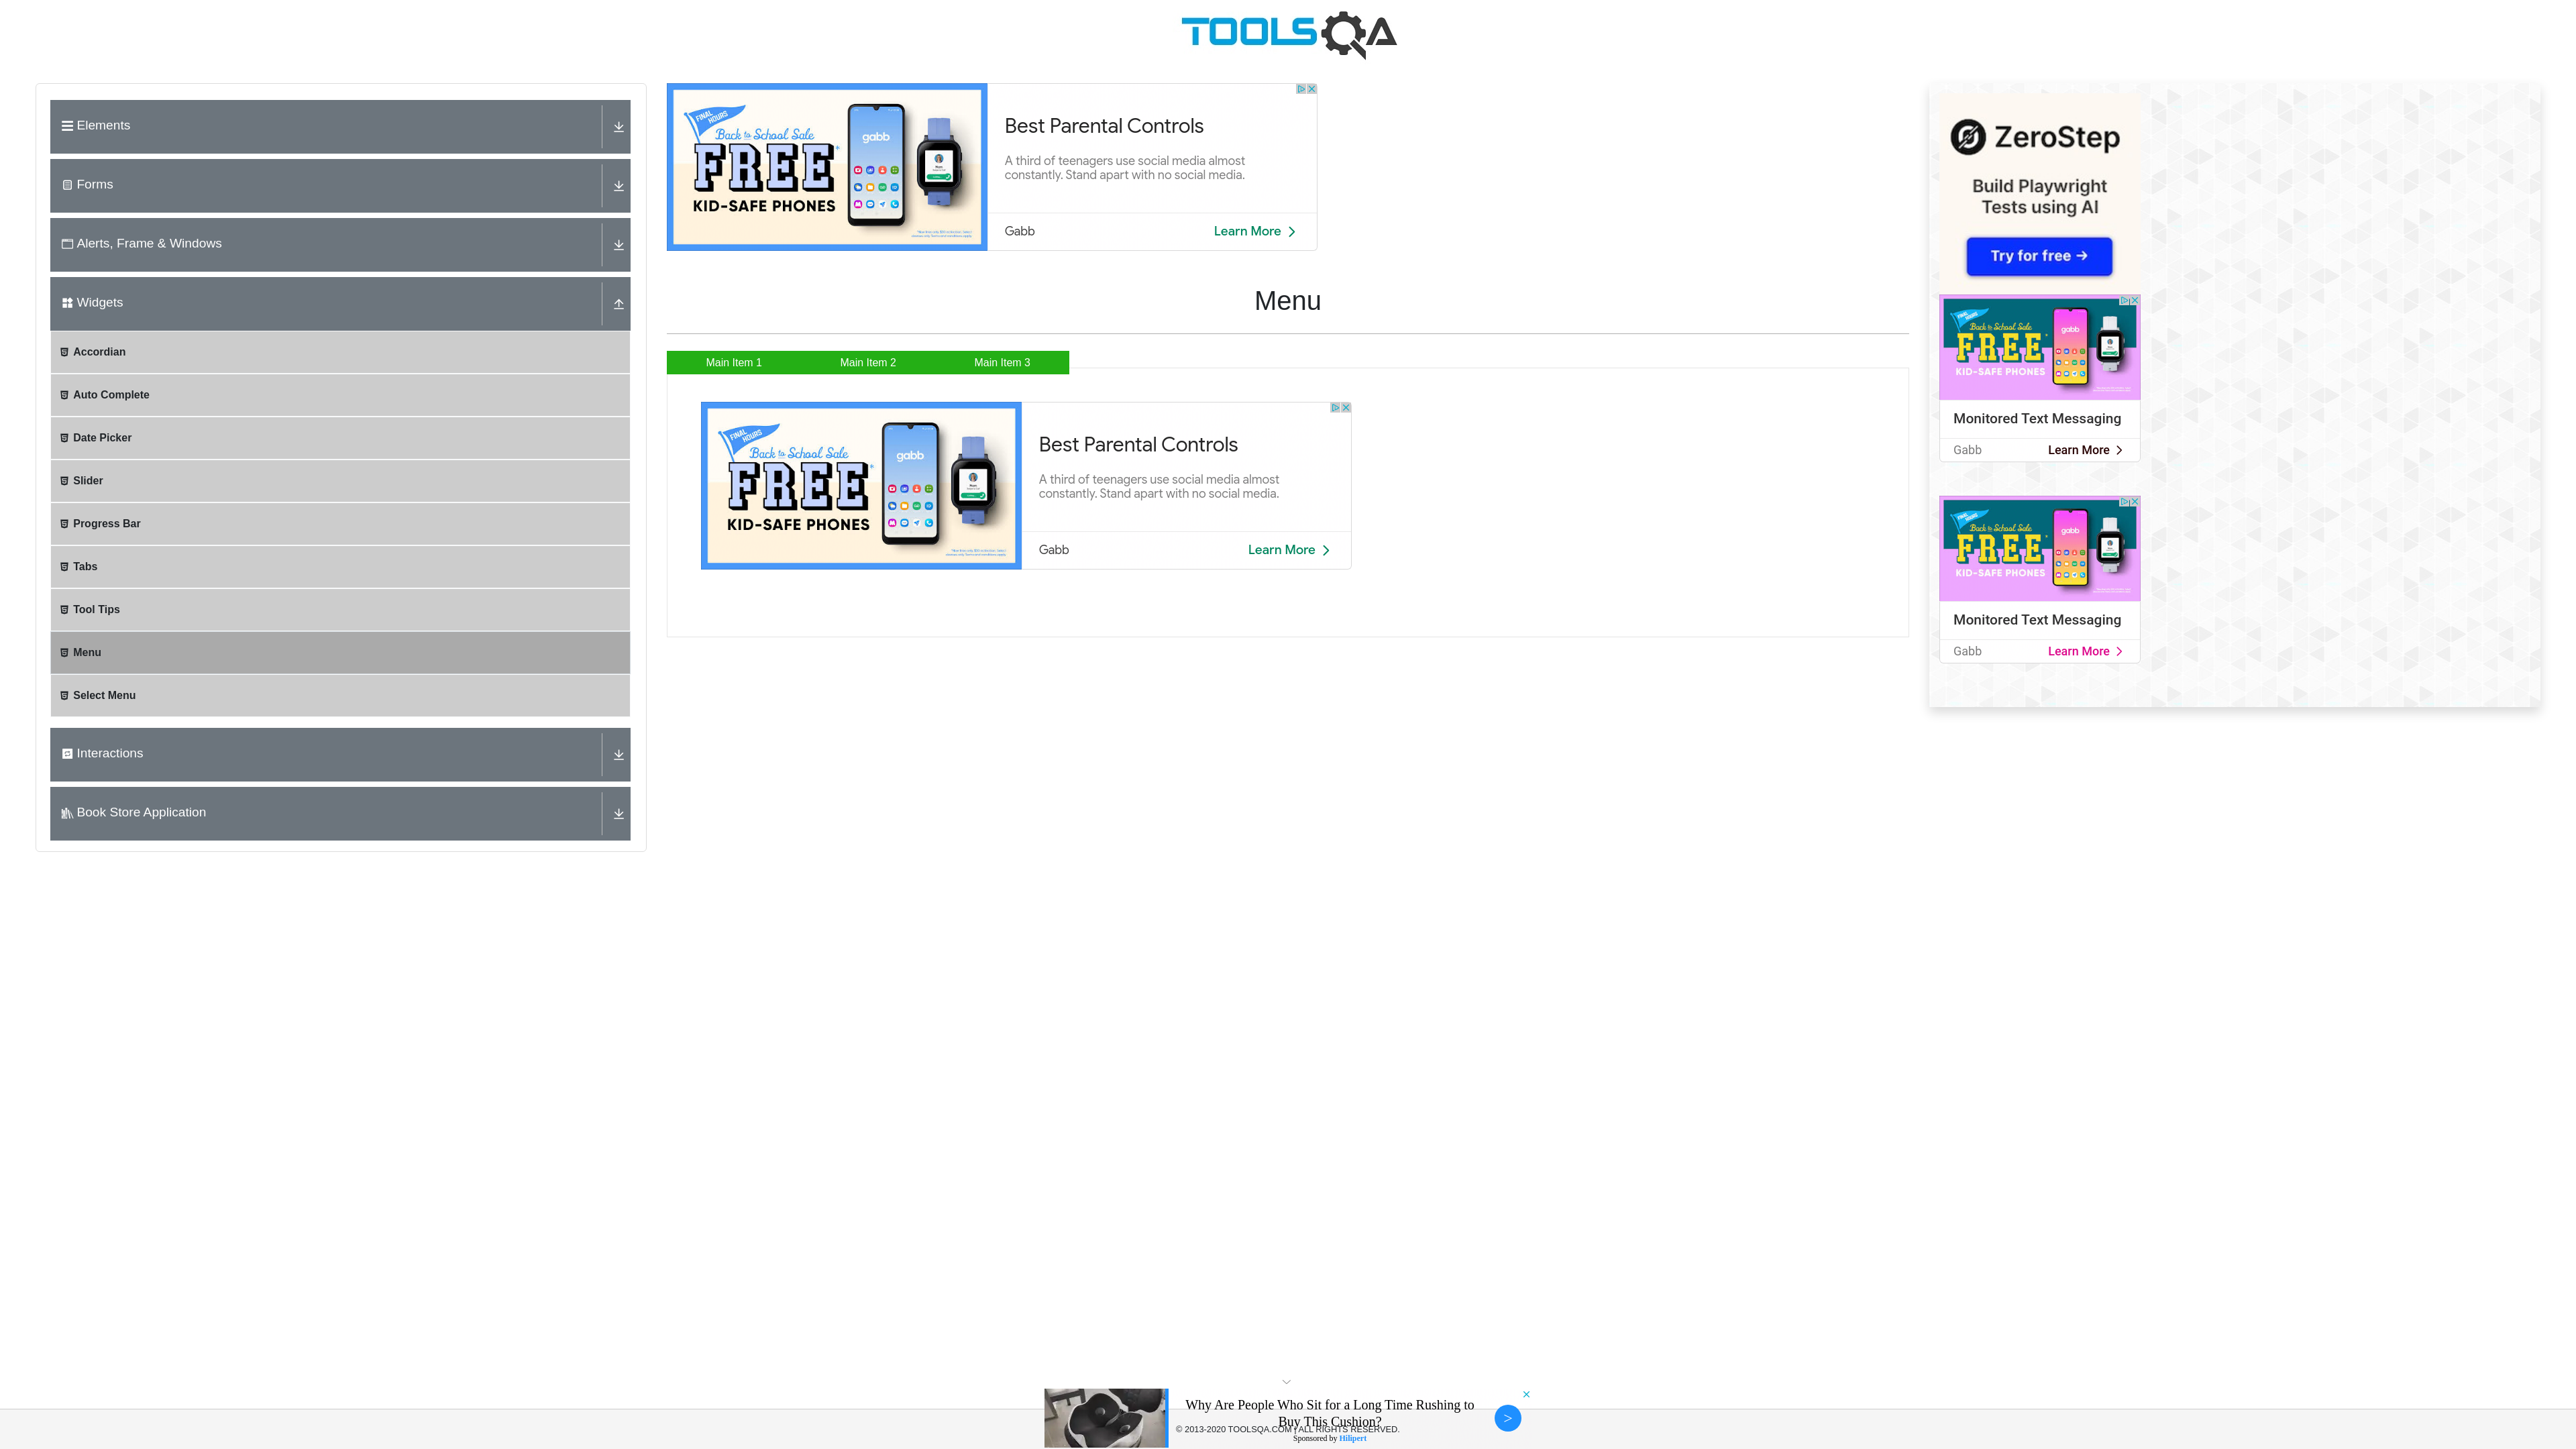 TOOLSQA
Elements
Forms
Alerts, Frame & Windows
Widgets
Accordian
Auto Complete
Date Picker
Slider
Progress Bar
Tabs
Tool Tips
Menu
Select Menu
Interactions
Book Store Application
FINAL HOURS
Back to School Sale
FREE
KID-SAFE PHONES
gabb
Best Parental Controls
A third of teenagers use social media almost
constantly. Stand apart with no social media.
Gabb
Learn More
Menu
Main Item 1
Main Item 2
Main Item 3
FINAL HOURS
Back to School Sale
FREE
KID-SAFE PHONES
gabb
Best Parental Controls
A third of teenagers use social media almost
constantly. Stand apart with no social media.
Gabb
Learn More
ZeroStep
Build Playwright
Tests using AI
Try for free →
FINAL HOURS
Back to School Sale
FREE
KID-SAFE PHONES
gabb
Monitored Text Messaging
Gabb
Learn More
FINAL HOURS
Back to School Sale
FREE
KID-SAFE PHONES
gabb
Monitored Text Messaging
Gabb
Learn More
Why Are People Who Sit for a Long Time Rushing to
Buy This Cushion?
© 2013-2020 TOOLSQA.COM | ALL RIGHTS RESERVED.
Sponsored by Hilipert